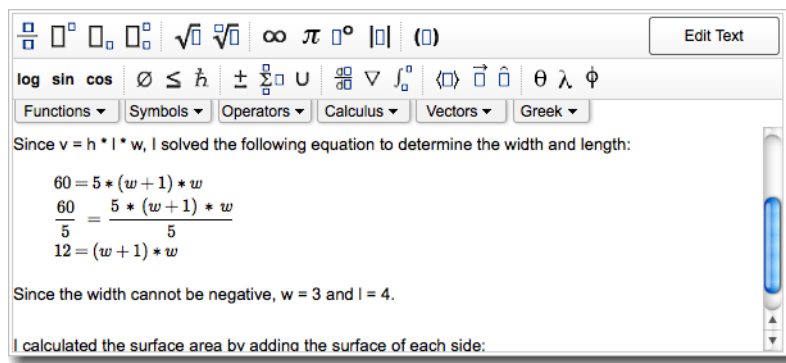 Edit Text
log sin cos ∅ ≤ ℏ ± Σ ∪ ∇ ∫ θ λ ϕ
Functions Symbols Operators Calculus Vectors Greek
Since v = h * l * w, I solved the following equation to determine the width and length:
60 = 5 * (w + 1) * w
60/5 = 5 * (w + 1) * w/5
12 = (w + 1) * w
Since the width cannot be negative, w = 3 and l = 4.
I calculated the surface area by adding the surface of each side: